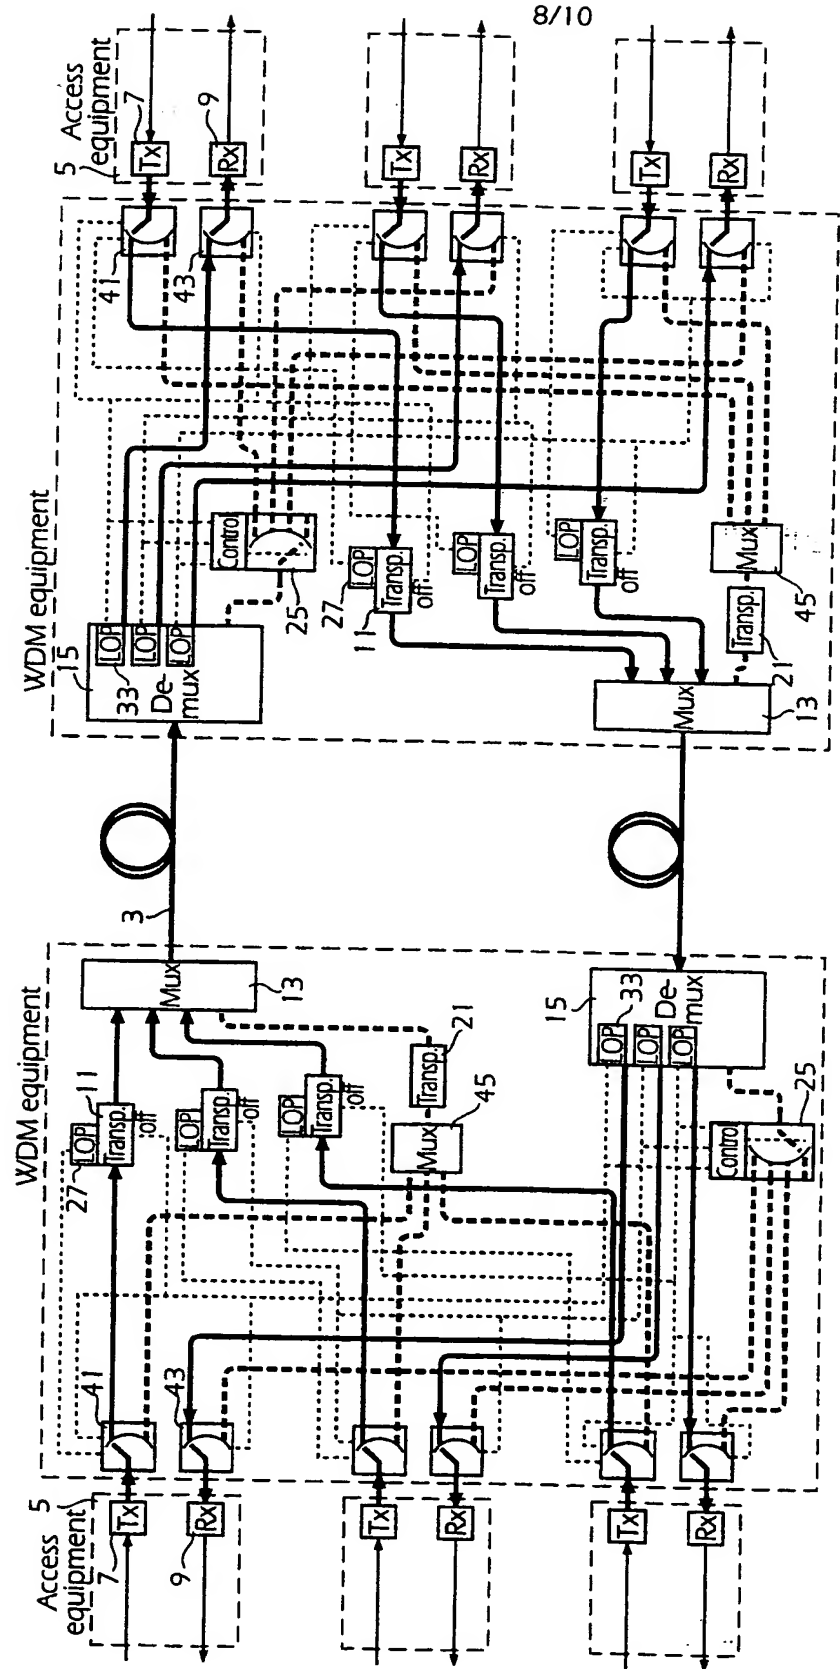 8/10
Access
equipment
5
7
Tx
9
Rx
Tx
Rx
Tx
Rx
WDM equipment
41
43
15
LOP
LOP
LOP
33
De-
mux
Control
25
27
LOP
Transp.
off
11
LOP
Transp.
off
LOP
Transp.
off
Mux
45
Transp.
21
Mux
13
3
WDM equipment
27
LOP
Transp.
11
off
LOP
Transp.
off
LOP
Transp.
off
Mux
13
Transp.
21
Mux
45
15
LOP
LOP
LOP
33
De-
mux
Control
25
41
43
Access
equipment
5
7
Tx
9
Rx
Tx
Rx
Tx
Rx